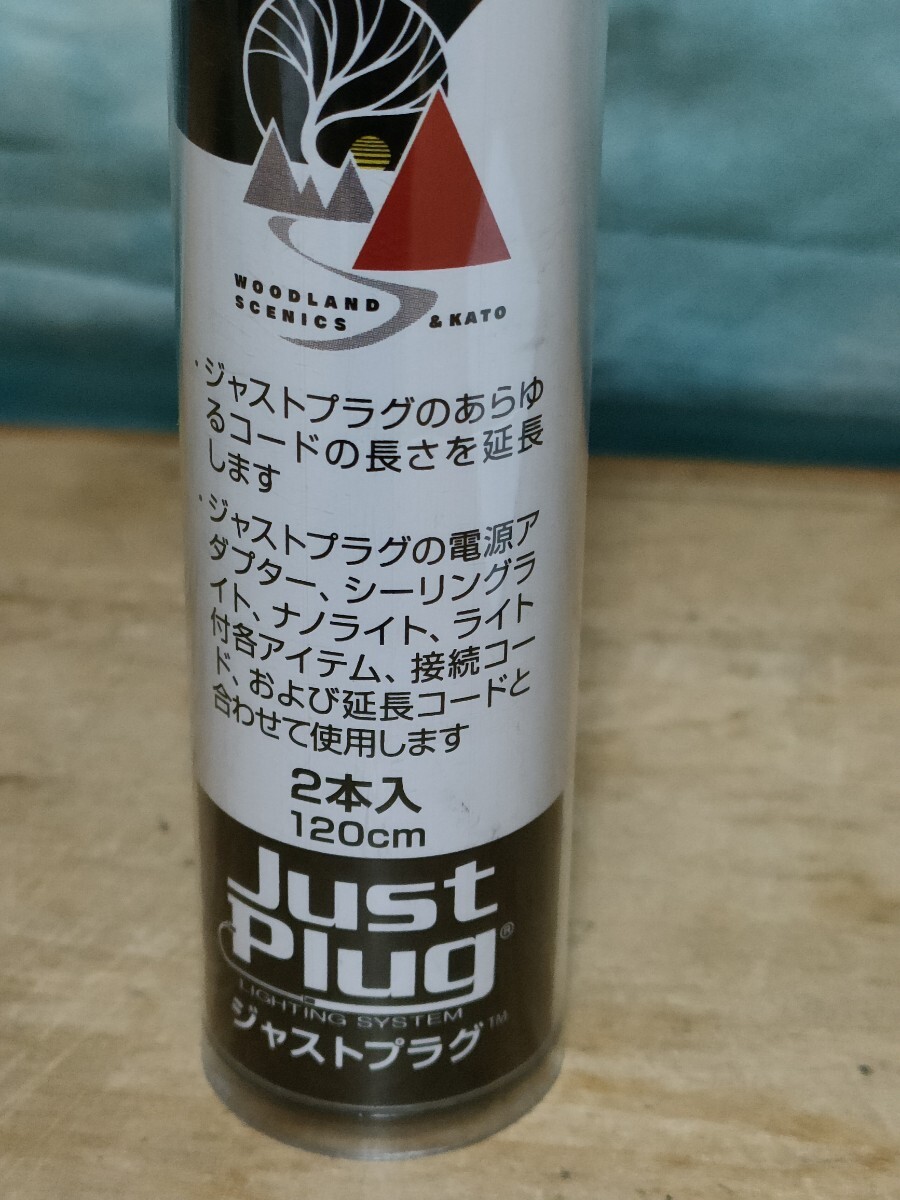 WOODLAND
SCENICS
& KATO
・ジャストプラグのあらゆ
るコードの長さを延長
します
・ジャストプラグの電源ア
ダプター、シーリングラ
イト、ナノライト、ライト
付各アイテム、接続コー
ド、および延長コードと
合わせて使用します
2本入
120cm
Just
Plug®
LIGHTING SYSTEM
ジャストプラグ™